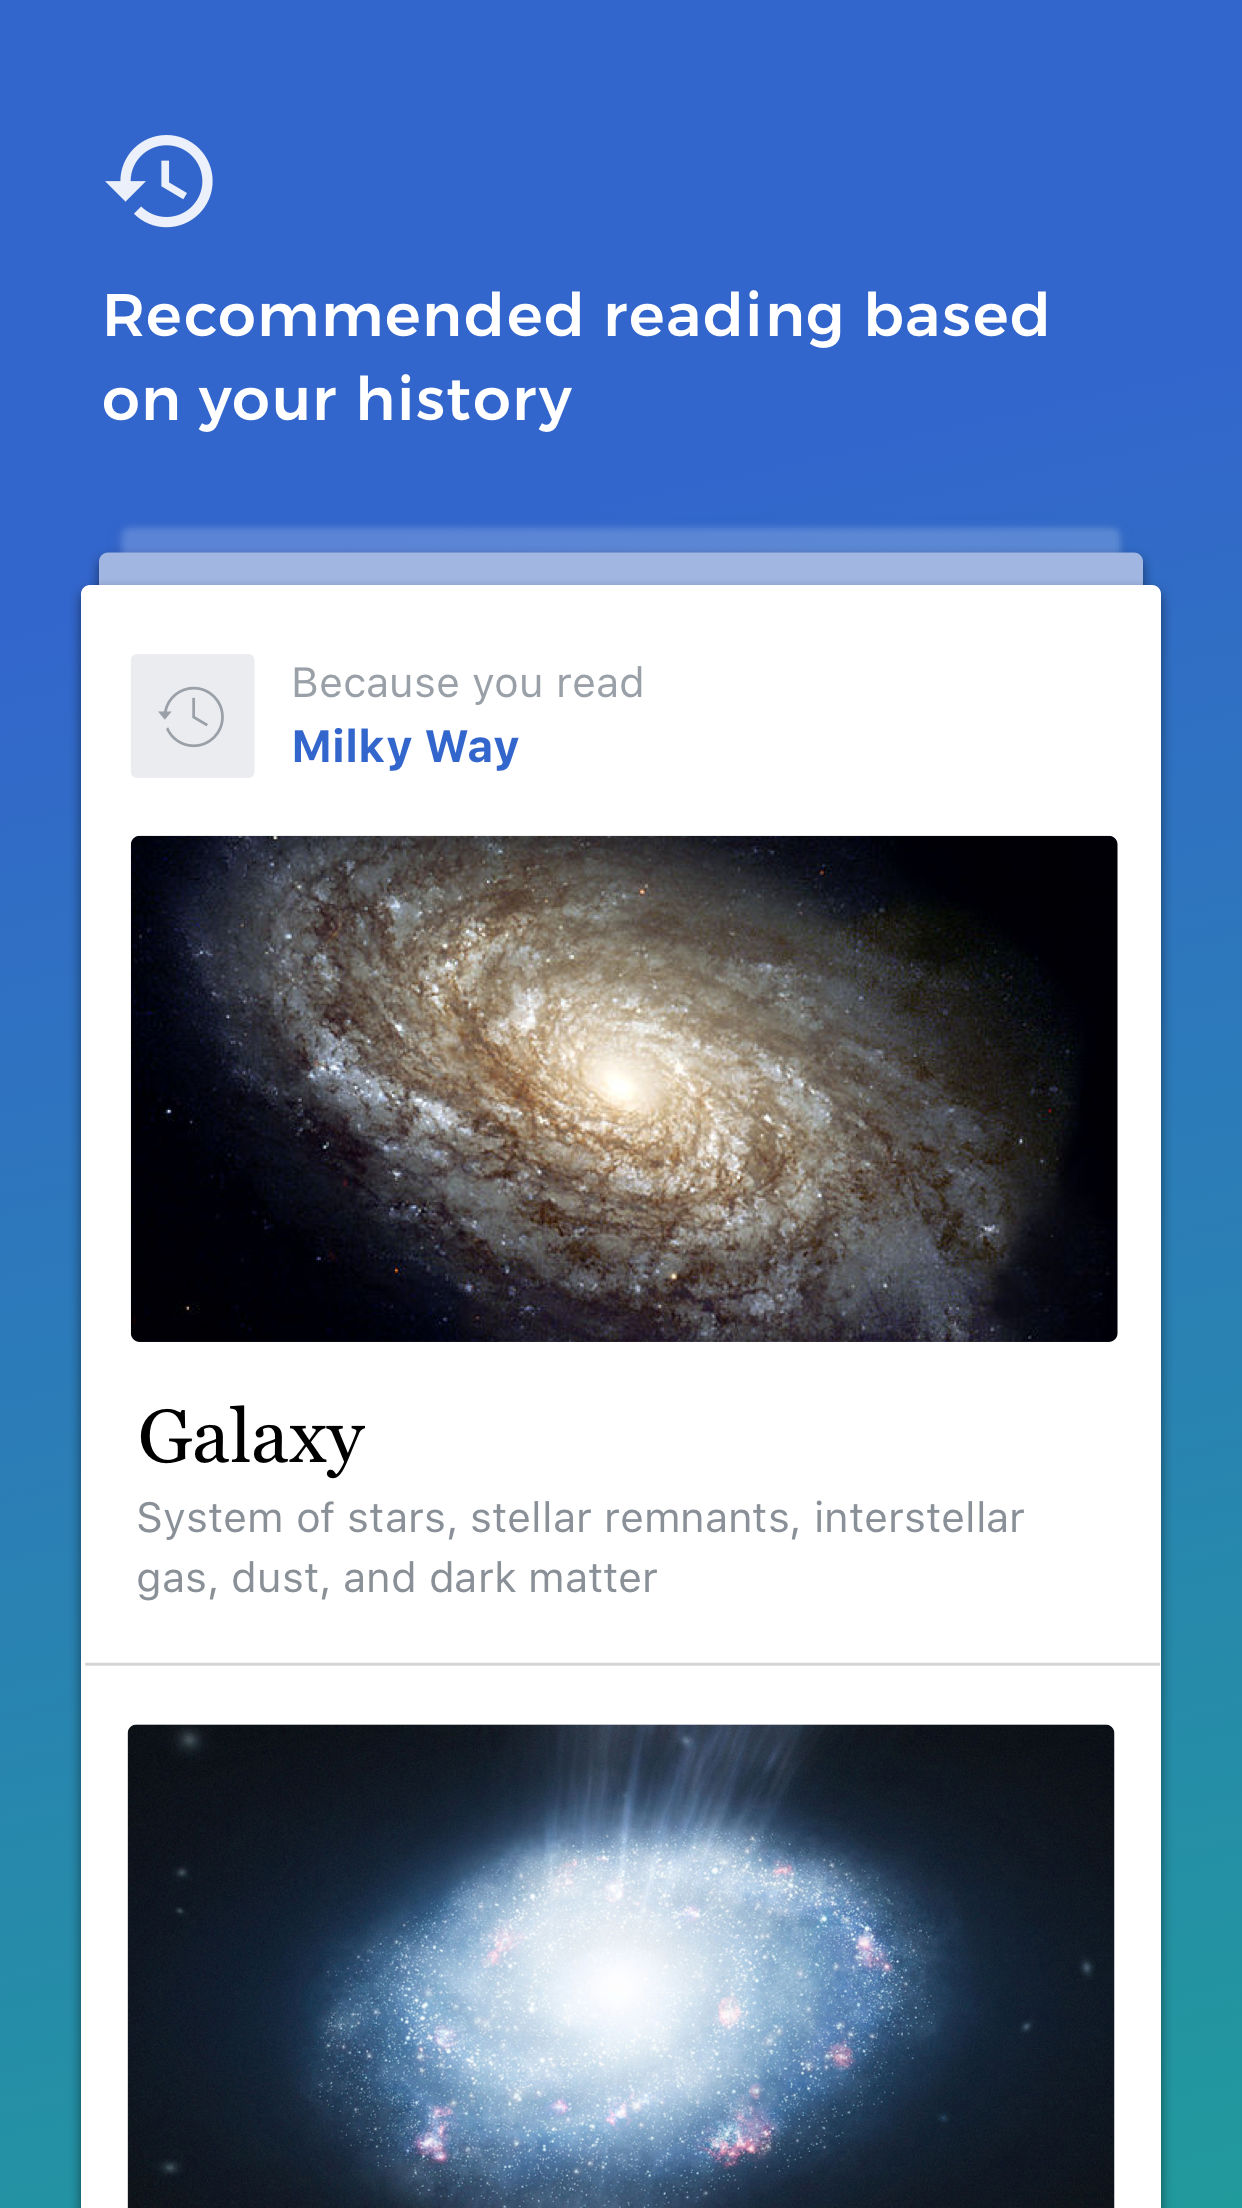 Recommended reading based
on your history
Because you read
Milky Way
Galaxy
System of stars, stellar remnants, interstellar
gas, dust, and dark matter